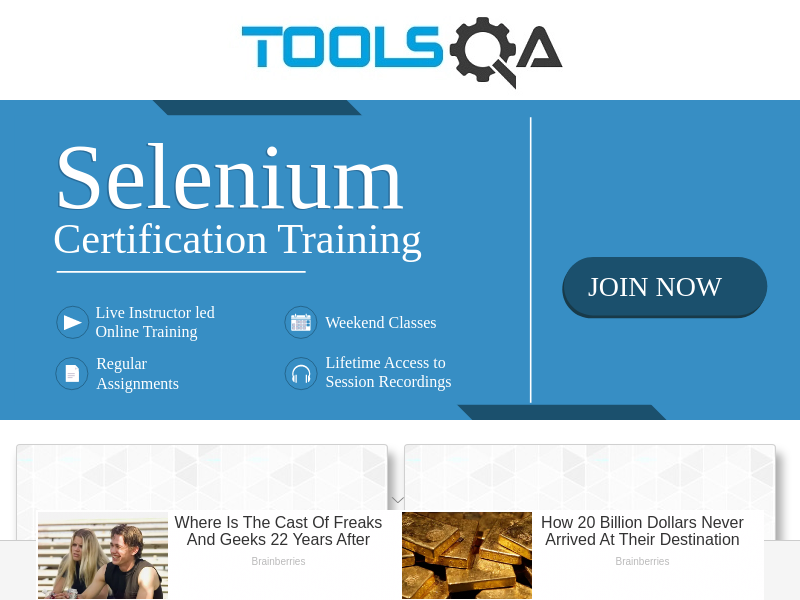 TOOLSQA
Selenium
Certification Training
JOIN NOW
Live Instructor led
Online Training
Weekend Classes
Regular
Assignments
Lifetime Access to
Session Recordings
Where Is The Cast Of Freaks
And Geeks 22 Years After
Brainberries
How 20 Billion Dollars Never
Arrived At Their Destination
Brainberries